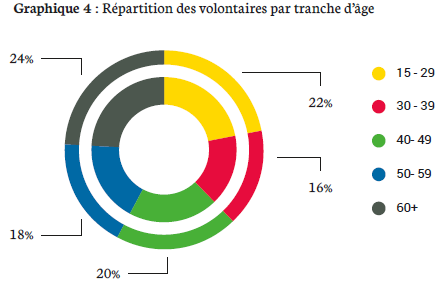 Graphique 4 : Répartition des volontaires par tranche d’âge
24%
15 - 29
22%
30 - 39
40- 49
16%
50- 59
60+
18%
20%